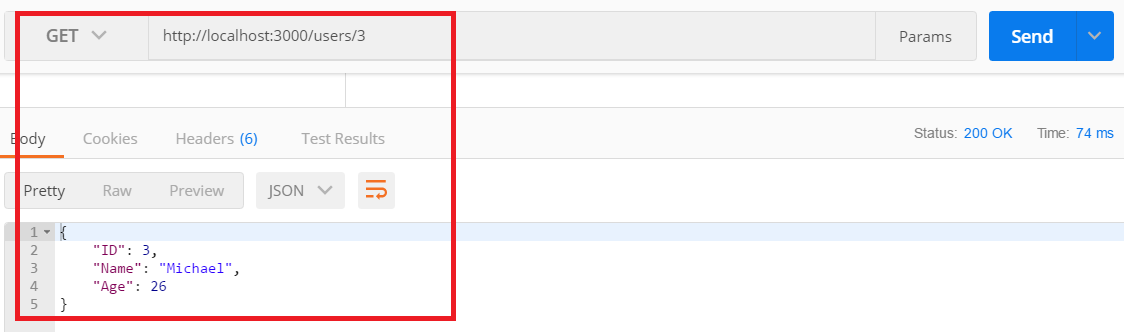 GET http://localhost:3000/users/3 Params Send
Body Cookies Headers (6) Test Results Status: 200 OK Time: 74 ms
Pretty Raw Preview JSON
1 {
2 "ID": 3,
3 "Name": "Michael",
4 "Age": 26
5 }